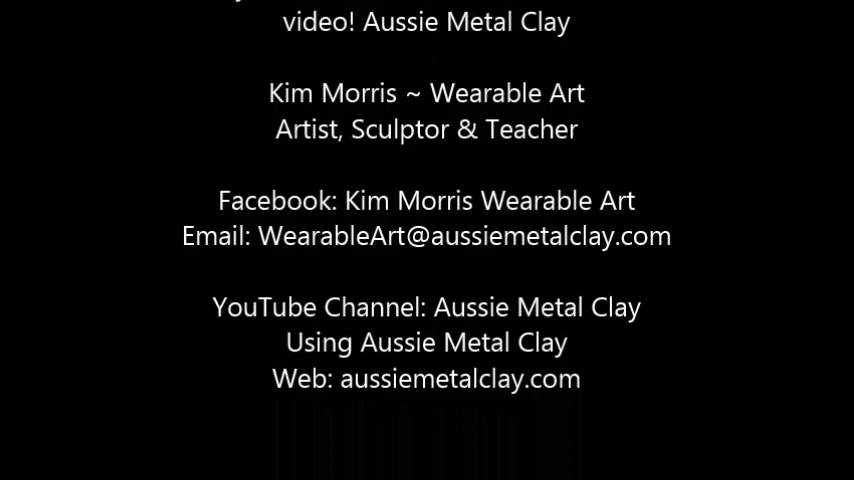 video! Aussie Metal Clay
Kim Morris ~ Wearable Art
Artist, Sculptor & Teacher
Facebook: Kim Morris Wearable Art
Email: WearableArt@aussiemetalclay.com
YouTube Channel: Aussie Metal Clay
Using Aussie Metal Clay
Web: aussiemetalclay.com